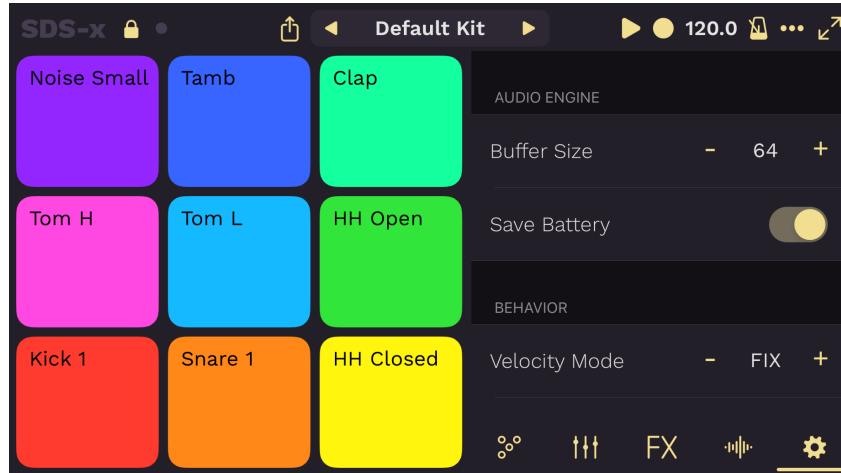 SDS-x Default Kit 120.0
Noise Small Tamb Clap
AUDIO ENGINE
Buffer Size - 64 +
Tom H Tom L HH Open
Save Battery
BEHAVIOR
Kick 1 Snare 1 HH Closed
Velocity Mode - FIX +
FX